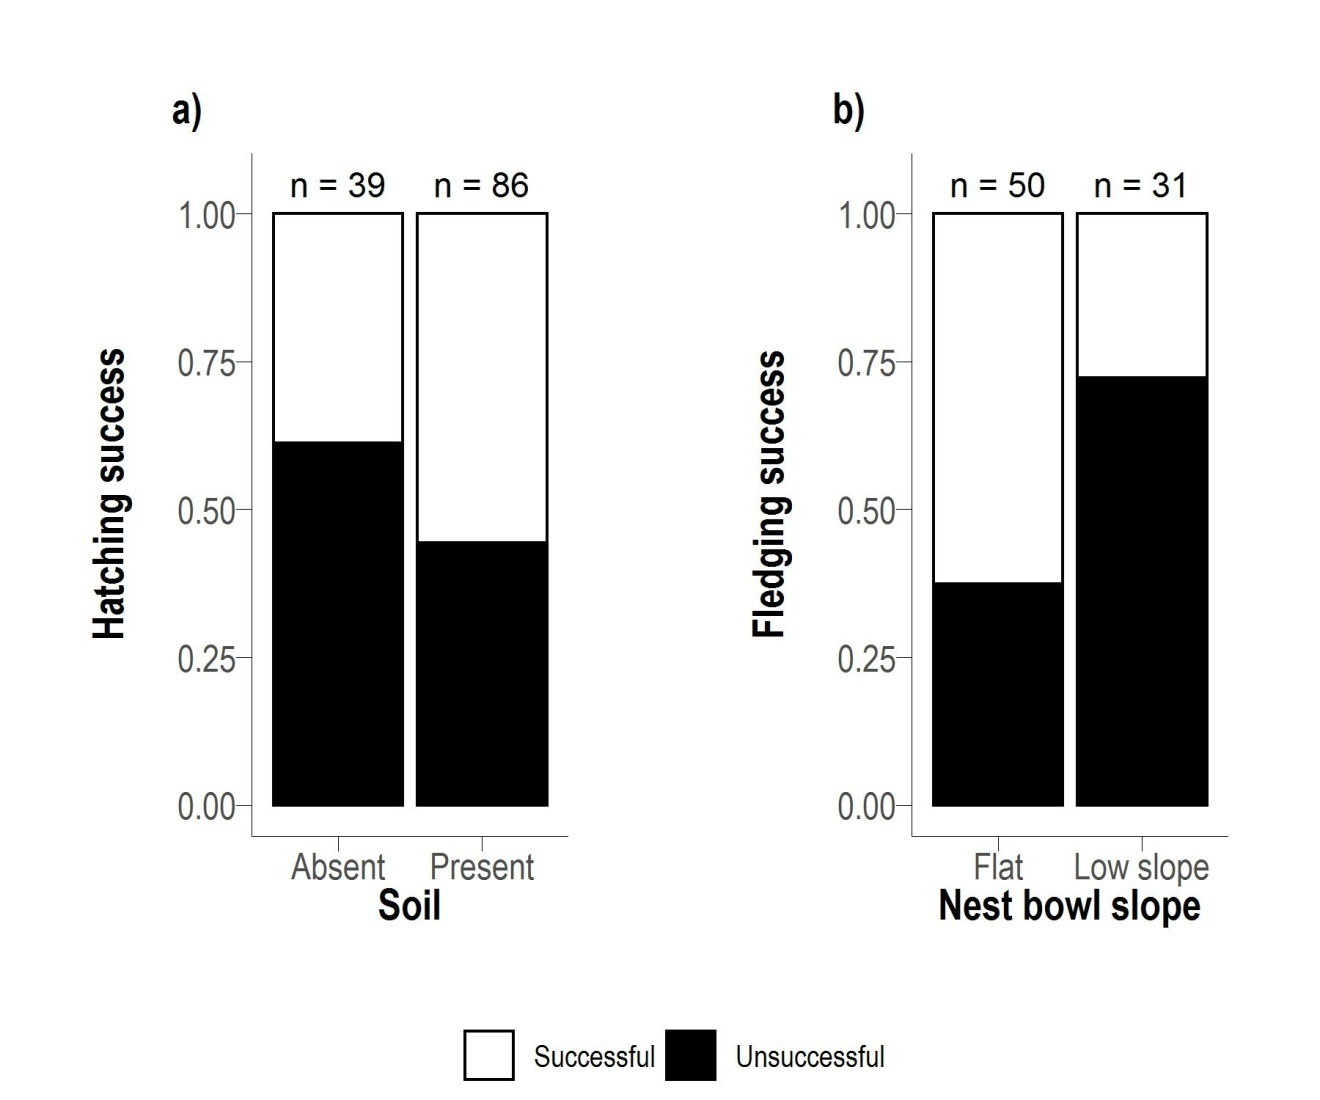 a)
n = 39 n = 86
1.00
0.75
0.50
0.25
0.00
Hatching success
Absent Present
Soil
b)
n = 50 n = 31
1.00
0.75
0.50
0.25
0.00
Fledging success
Flat Low slope
Nest bowl slope
Successful Unsuccessful